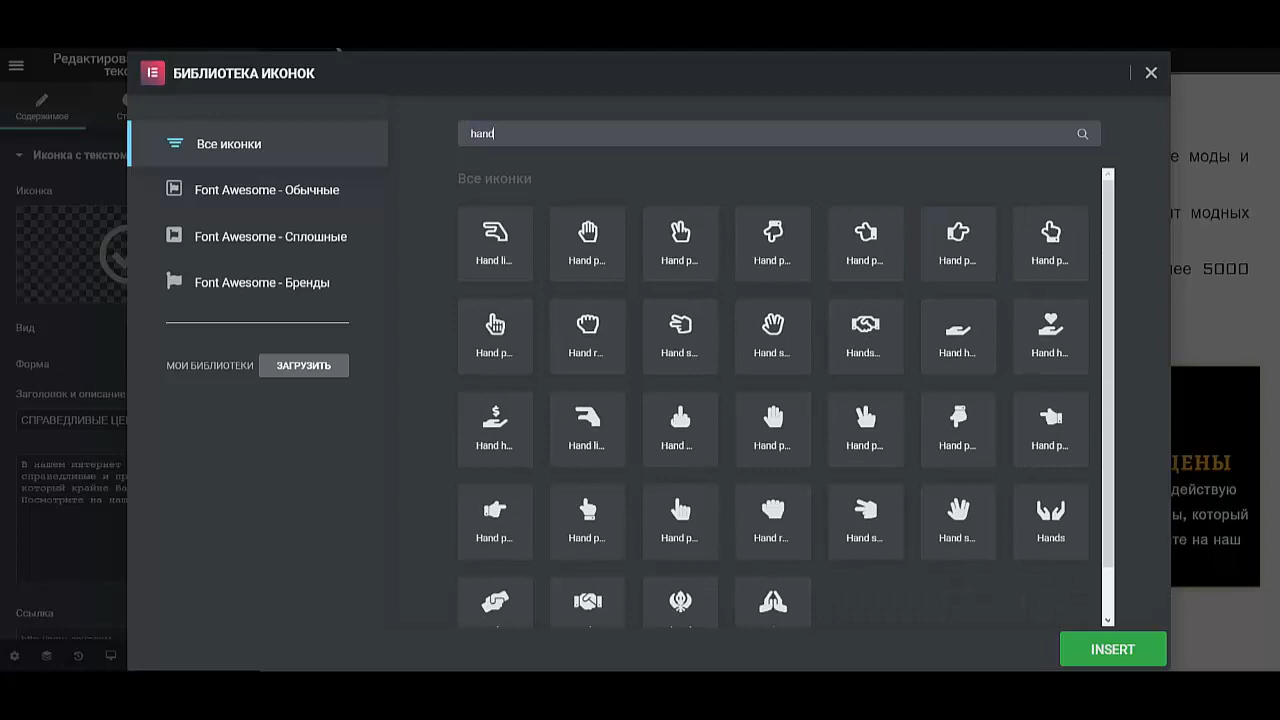 Редактиров
текс
БИБЛИОТЕКА ИКОНОК
Содержимое
Ст
Все иконки
hand
Иконка с текстом
Все иконки
е моды и
Иконка
Font Awesome - Обычные
т модных
Font Awesome - Сплошные
Hand li...
Hand p...
Hand p...
Hand p...
Hand p...
Hand p...
Hand p...
лее 5000
Font Awesome - Бренды
Вид
Hand p...
Hand r...
Hand s...
Hand s...
Hands...
Hand h...
Hand h...
Форма
МОИ БИБЛИОТЕКИ
ЗАГРУЗИТЬ
Заголовок и описание
СПРАВЕДЛИВЫЕ ЦЕ
Hand h...
Hand li...
Hand ...
Hand p...
Hand p...
Hand p...
Hand p...
В нашем интернет
справедливые и пр
который крайне Ва
Посмотрите на наш
ЦЕНЫ
действую
ы, который
те на наш
Hand p...
Hand p...
Hand p...
Hand r...
Hand s...
Hand s...
Hands
Ссылка
INSERT